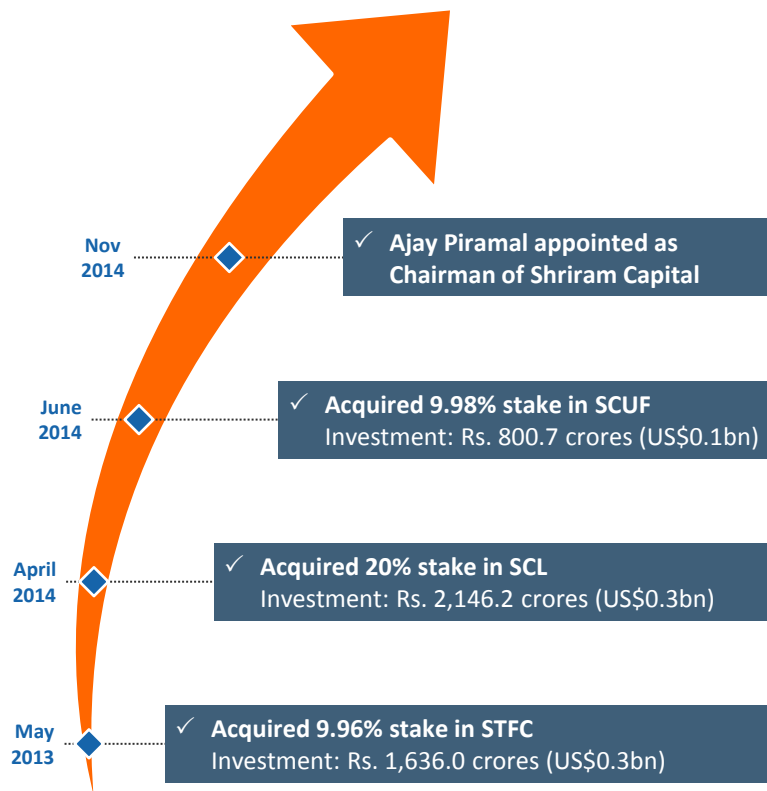 Nov
2014
✓ Ajay Piramal appointed as
Chairman of Shriram Capital
June
2014
✓ Acquired 9.98% stake in SCUF
Investment: Rs. 800.7 crores (US$0.1bn)
April
2014
✓ Acquired 20% stake in SCL
Investment: Rs. 2,146.2 crores (US$0.3bn)
May
2013
✓ Acquired 9.96% stake in STFC
Investment: Rs. 1,636.0 crores (US$0.3bn)